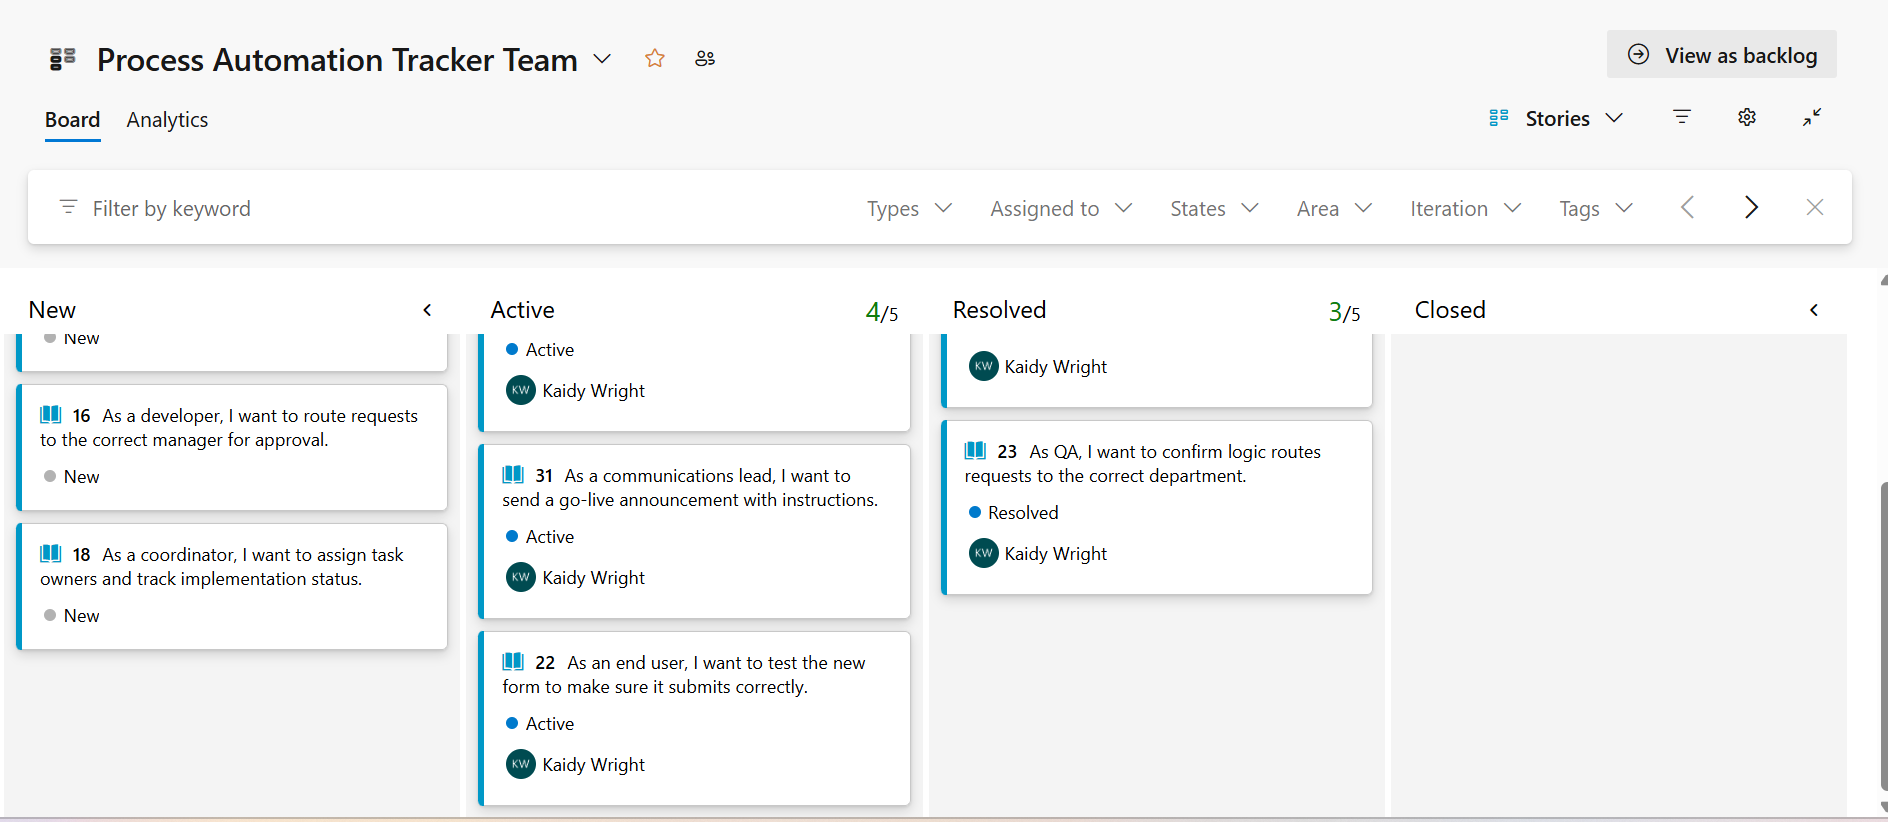 Process Automation Tracker Team
View as backlog
Board Analytics
Stories
Filter by keyword
Types Assigned to States Area Iteration Tags
New
Active 4/5
Resolved 3/5
Closed
New
16 As a developer, I want to route requests
to the correct manager for approval.
New
18 As a coordinator, I want to assign task
owners and track implementation status.
New
Active
KW Kaidy Wright
31 As a communications lead, I want to
send a go-live announcement with instructions.
Active
KW Kaidy Wright
22 As an end user, I want to test the new
form to make sure it submits correctly.
Active
KW Kaidy Wright
KW Kaidy Wright
23 As QA, I want to confirm logic routes
requests to the correct department.
Resolved
KW Kaidy Wright